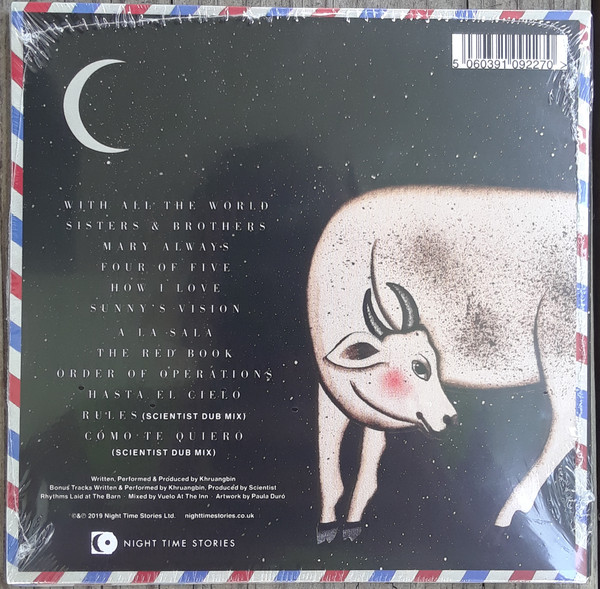 5 060391 092270 >
WITH ALL THE WORLD
SISTERS & BROTHERS
MARY ALWAYS
FOUR OF FIVE
HOW I LOVE
SUNNY'S VISION
A LA SALA
THE RED BOOK
ORDER OF OPERATIONS
HASTA EL CIELO
RULES (SCIENTIST DUB MIX)
CÓMO TE QUIERO
(SCIENTIST DUB MIX)
Written, Performed & Produced by Khruangbin
Bonus Tracks Written & Performed by Khruangbin, Produced by Scientist
Rhythms Laid at The Barn · Mixed by Vuelo At The Inn · Artwork by Paula Duró
©&℗ 2019 Night Time Stories Ltd. nighttimestories.co.uk
NIGHT TIME STORIES